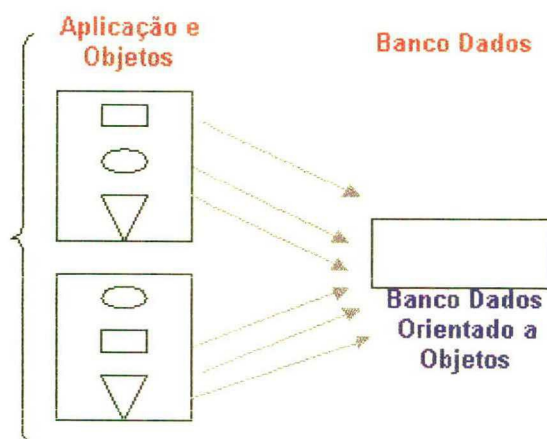 Aplicação e
Objetos
Banco Dados
Banco Dados
Orientado a
Objetos